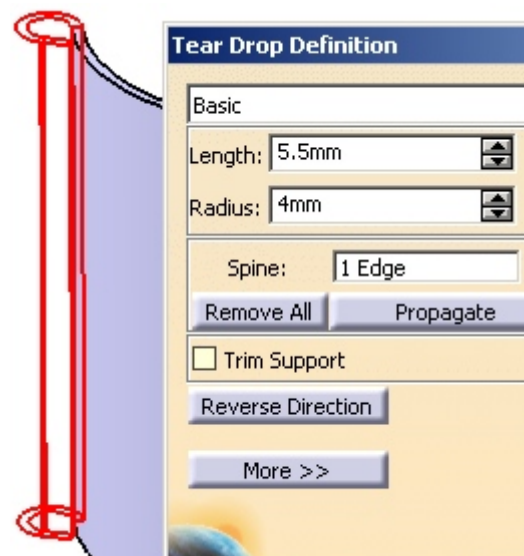 Tear Drop Definition
Basic
Length: 5.5mm
Radius: 4mm
Spine: 1 Edge
Remove All Propagate
Trim Support
Reverse Direction
More >>